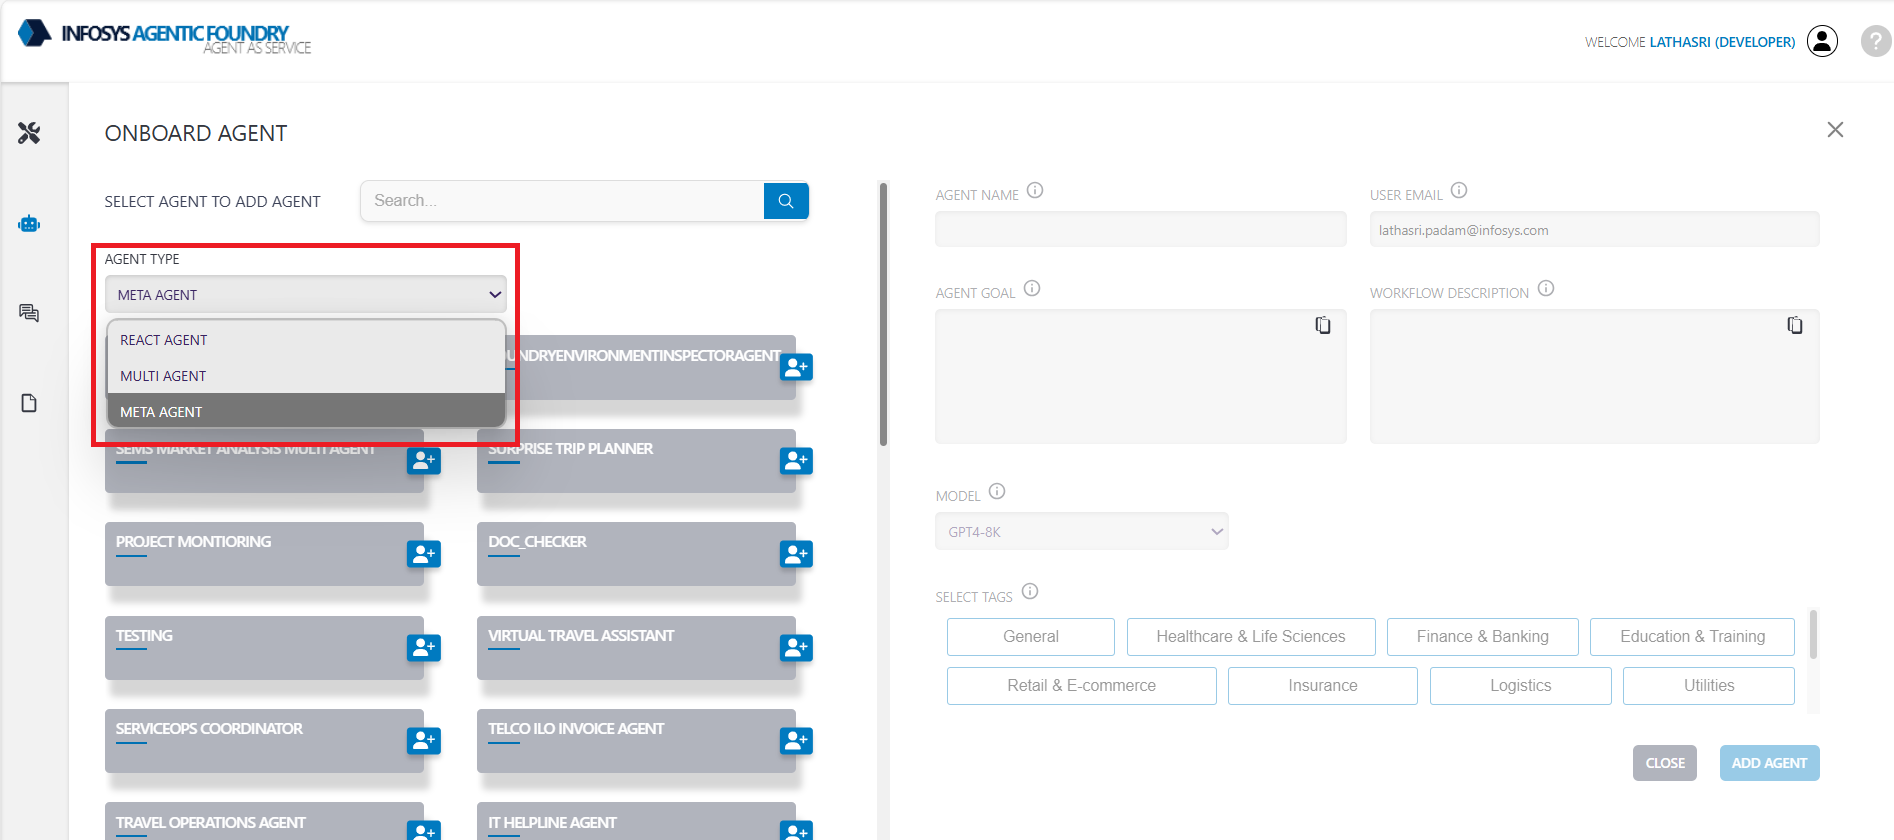 INFOSYS AGENTIC FOUNDRY
AGENT AS SERVICE
WELCOME LATHASRI (DEVELOPER)
?
ONBOARD AGENT
SELECT AGENT TO ADD AGENT
Search...
AGENT TYPE
META AGENT
REACT AGENT
MULTI AGENT
META AGENT
OUNDRYENVIRONMENTINSPECTORAGENT
SEMS MARKET ANALYSIS MULTI AGENT
SURPRISE TRIP PLANNER
PROJECT MONTIORING
DOC_CHECKER
TESTING
VIRTUAL TRAVEL ASSISTANT
SERVICEOPS COORDINATOR
TELCO ILO INVOICE AGENT
TRAVEL OPERATIONS AGENT
IT HELPLINE AGENT
AGENT NAME
USER EMAIL
lathasri.padam@infosys.com
AGENT GOAL
WORKFLOW DESCRIPTION
MODEL
GPT4-8K
SELECT TAGS
General
Healthcare & Life Sciences
Finance & Banking
Education & Training
Retail & E-commerce
Insurance
Logistics
Utilities
CLOSE
ADD AGENT